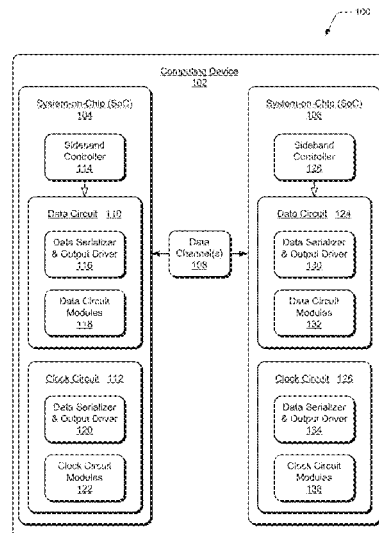 100
Computing Device
102
System-on-Chip (SoC)
104
Sideband
Controller
114
Data Circuit 110
Data Serializer
& Output Driver
116
Data Circuit
Modules
118
Clock Circuit 112
Data Serializer
& Output Driver
120
Clock Circuit
Modules
122
Data
Channel(s)
108
System-on-Chip (SoC)
106
Sideband
Controller
128
Data Circuit 124
Data Serializer
& Output Driver
130
Data Circuit
Modules
132
Clock Circuit 126
Data Serializer
& Output Driver
134
Clock Circuit
Modules